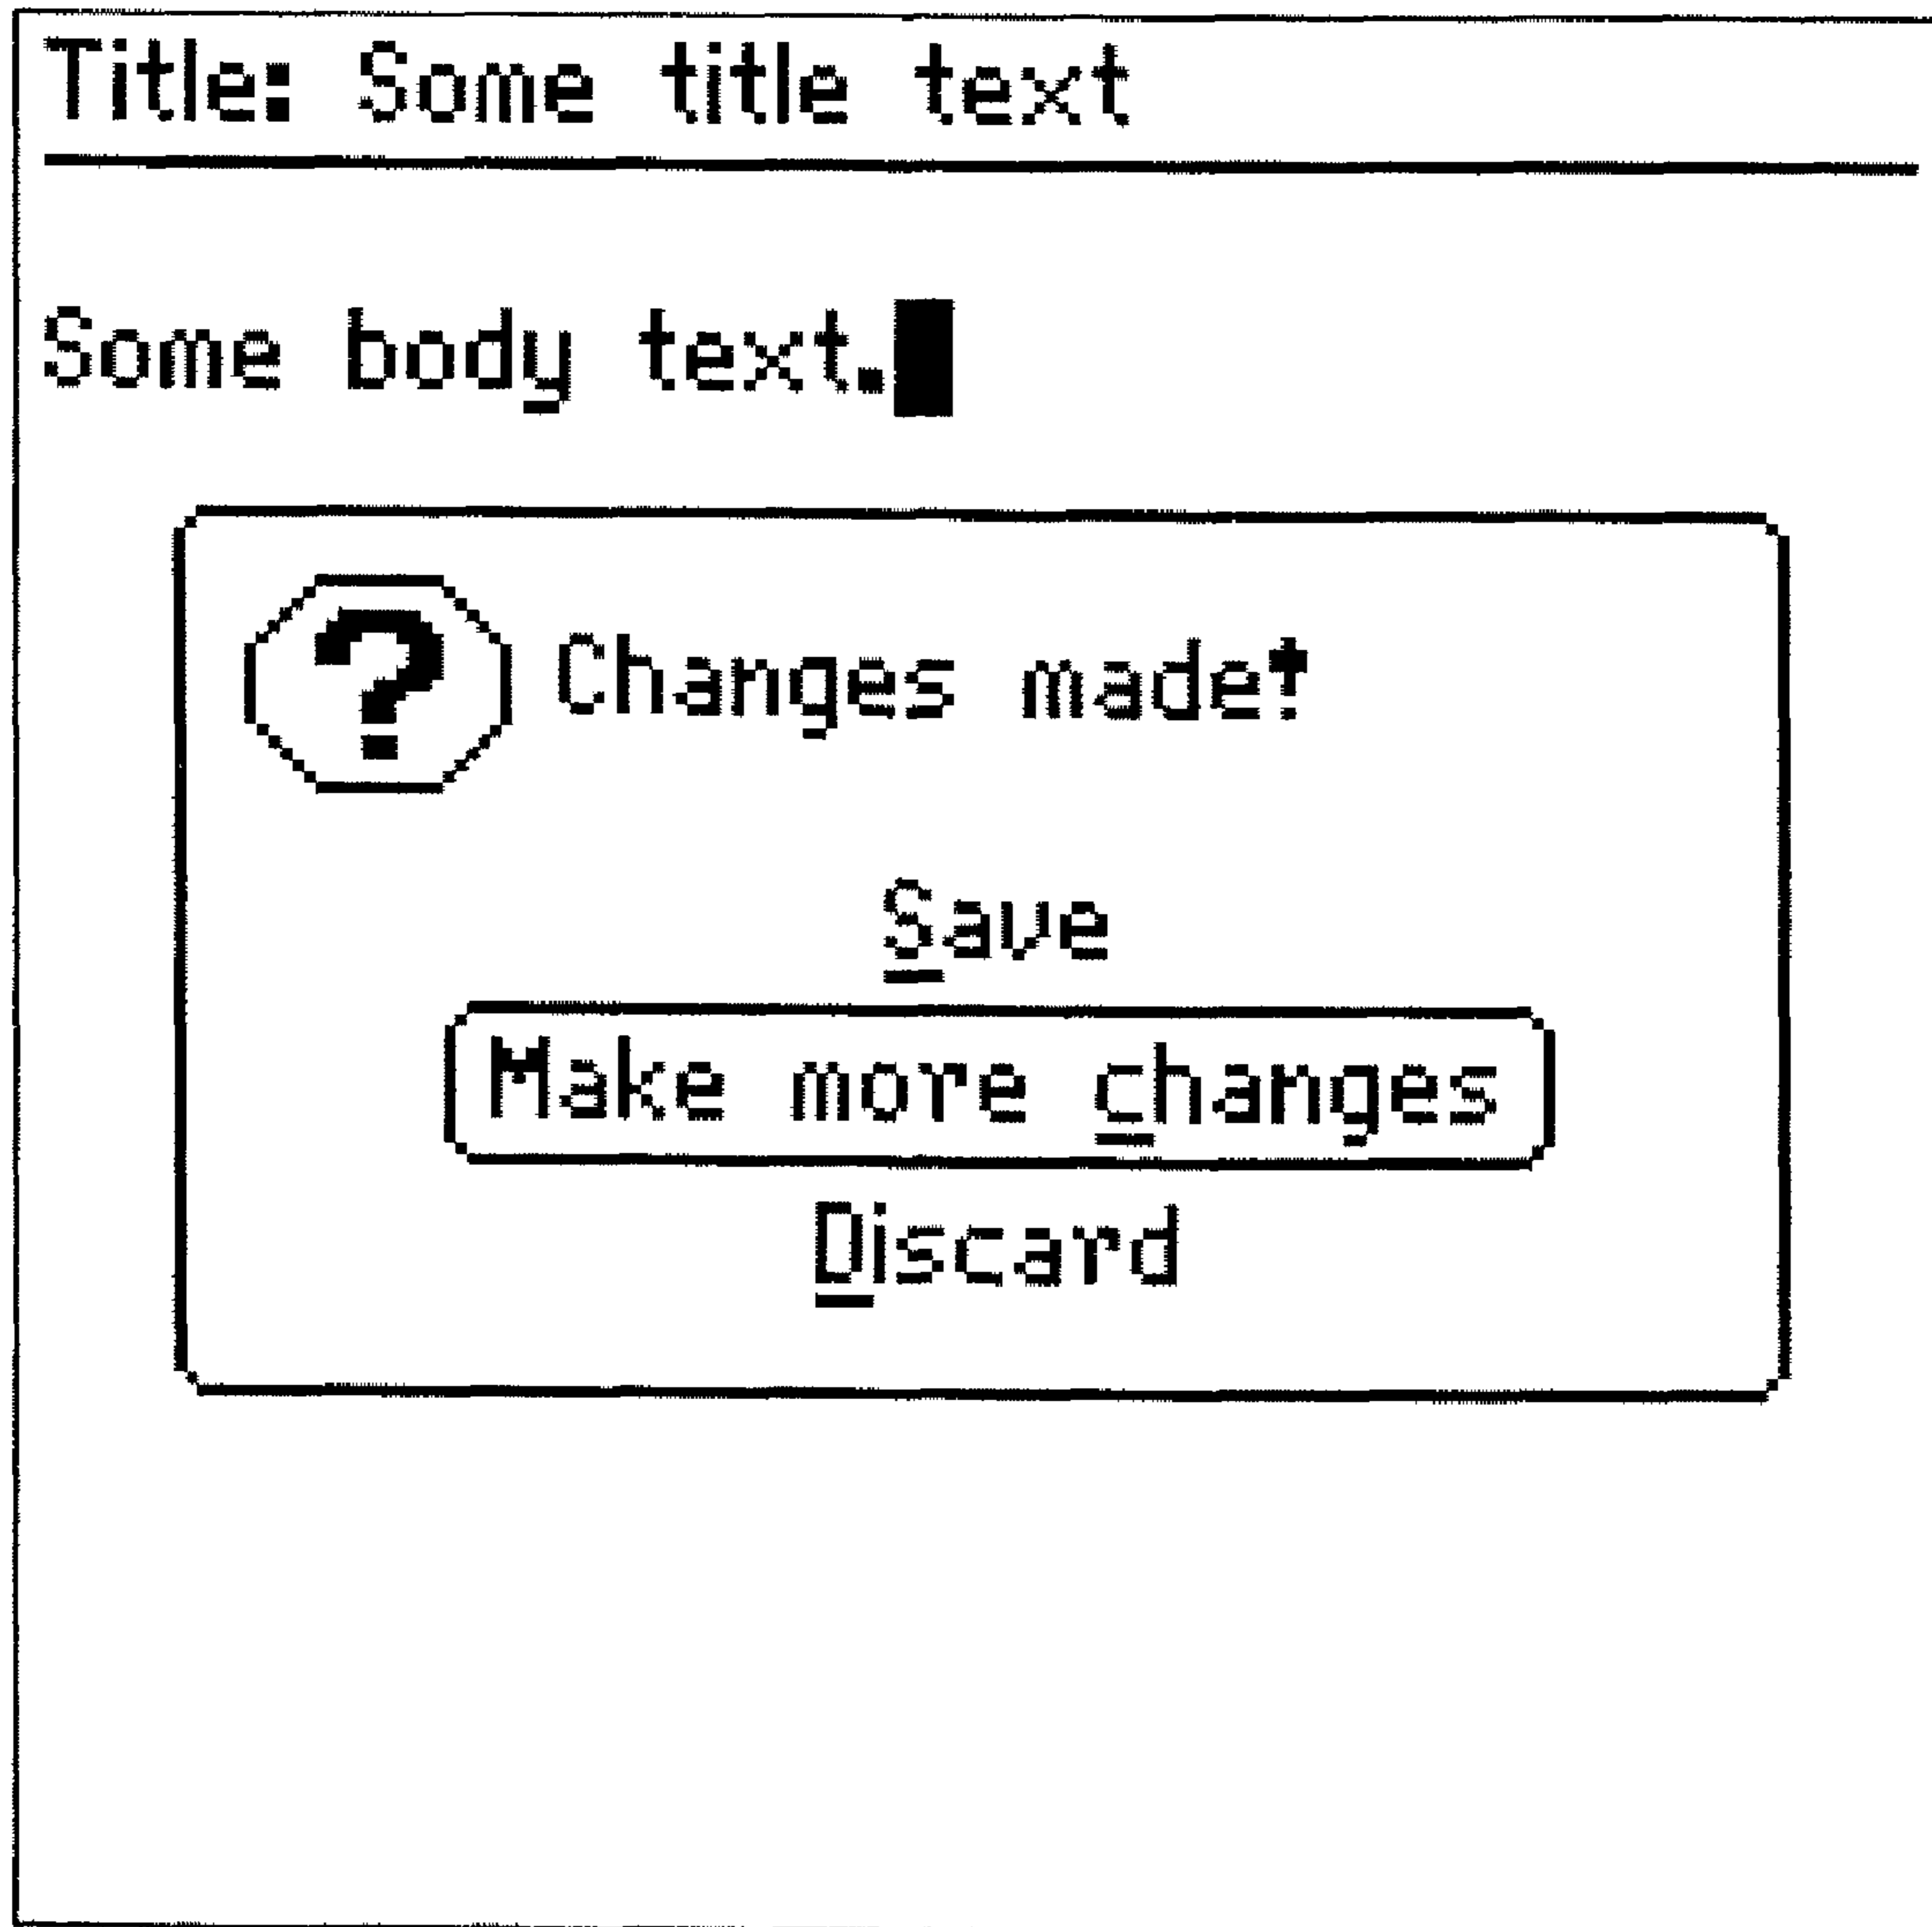 Title: Some title text
Some body text.
? Changes made!
Save
Make more changes
Discard